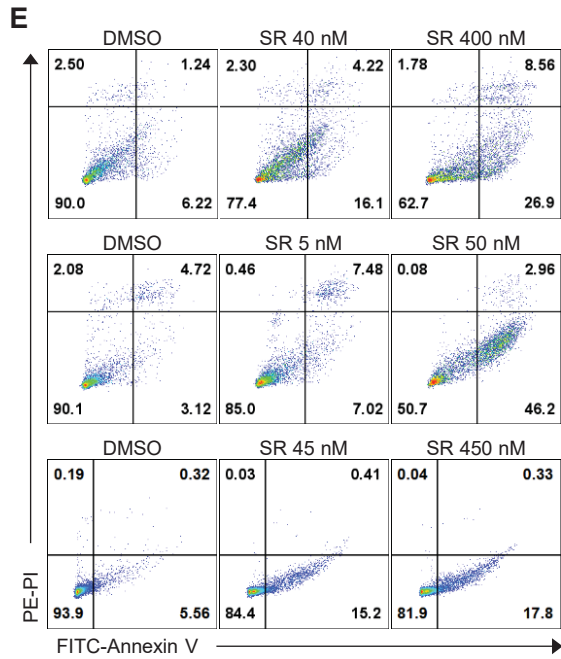 E
DMSO SR 40 nM SR 400 nM
2.50 1.24 2.30 4.22 1.78 8.56
90.0 6.22 77.4 16.1 62.7 26.9
DMSO SR 5 nM SR 50 nM
2.08 4.72 0.46 7.48 0.08 2.96
90.1 3.12 85.0 7.02 50.7 46.2
DMSO SR 45 nM SR 450 nM
0.19 0.32 0.03 0.41 0.04 0.33
93.9 5.56 84.4 15.2 81.9 17.8
PE-PI
FITC-Annexin V